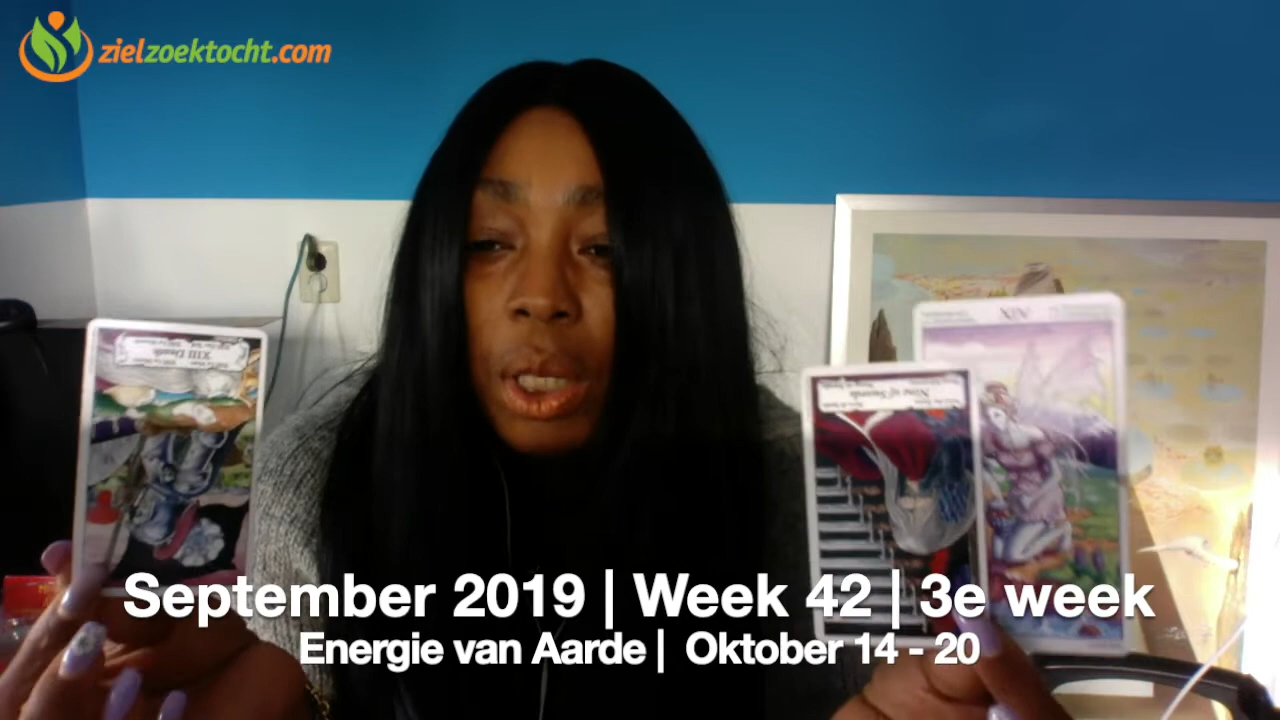 zielzoektocht.com
XIV
XIII Death
Nine of Swords
September 2019 | Week 42 | 3e week
Energie van Aarde | Oktober 14 - 20